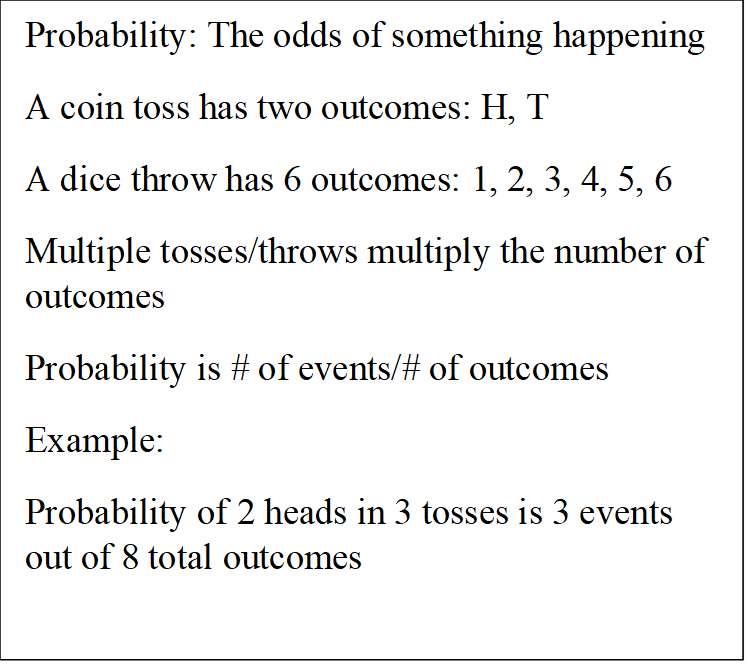 Probability: The odds of something happening
A coin toss has two outcomes: H, T
A dice throw has 6 outcomes: 1, 2, 3, 4, 5, 6
Multiple tosses/throws multiply the number of
outcomes
Probability is # of events/# of outcomes
Example:
Probability of 2 heads in 3 tosses is 3 events
out of 8 total outcomes